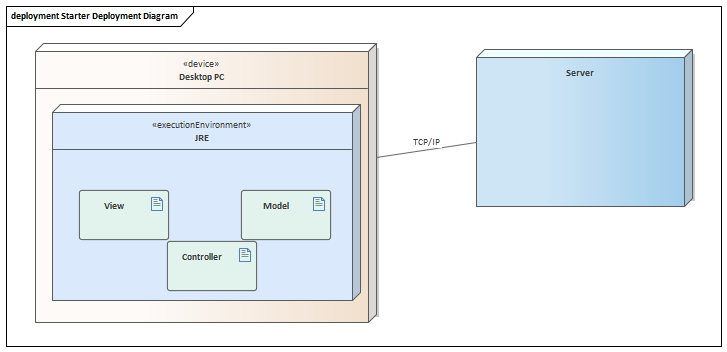 deployment Starter Deployment Diagram
«device»
Desktop PC
«executionEnvironment»
JRE
View
Model
Controller
TCP/IP
Server